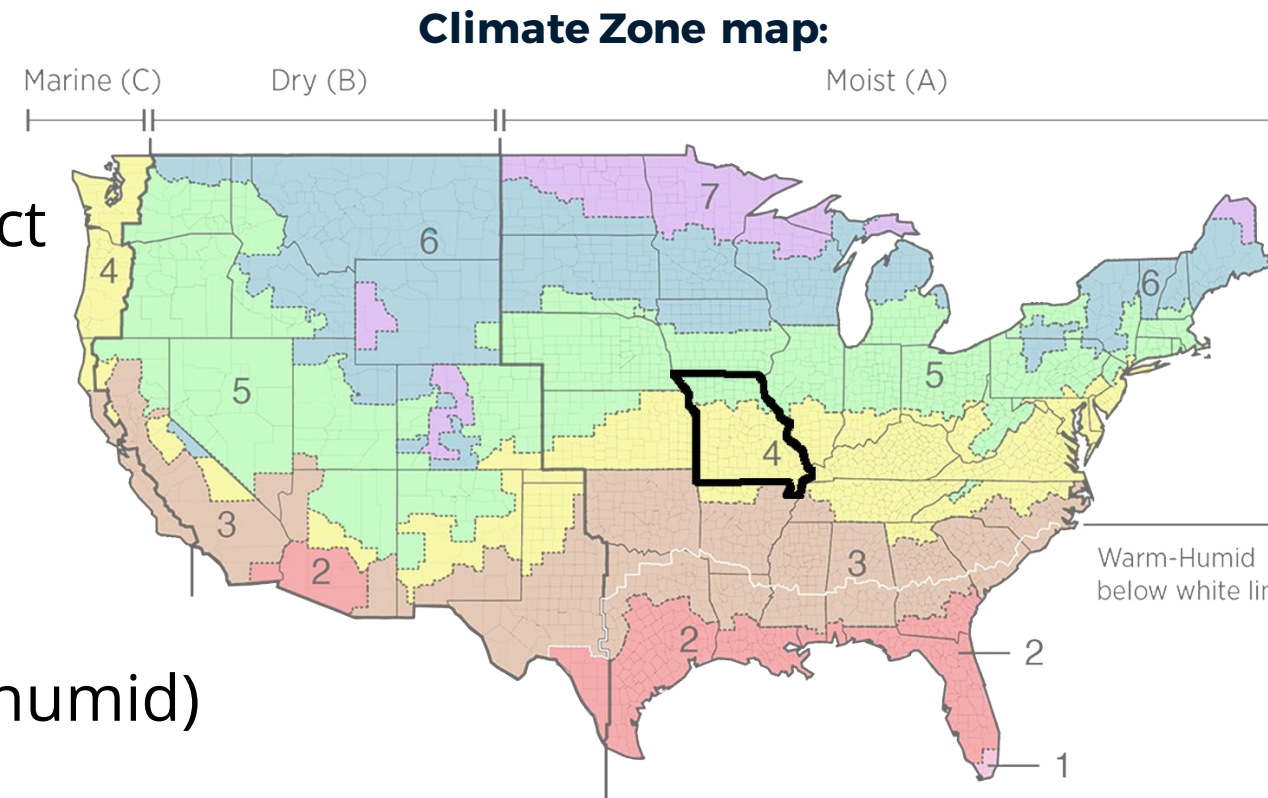 Climate Zone map:
Marine (C)
Dry (B)
Moist (A)
ct
7
6
4
6
5
5
4
3
3
Warm-Humid
below white lin
2
2
2
humid)
1